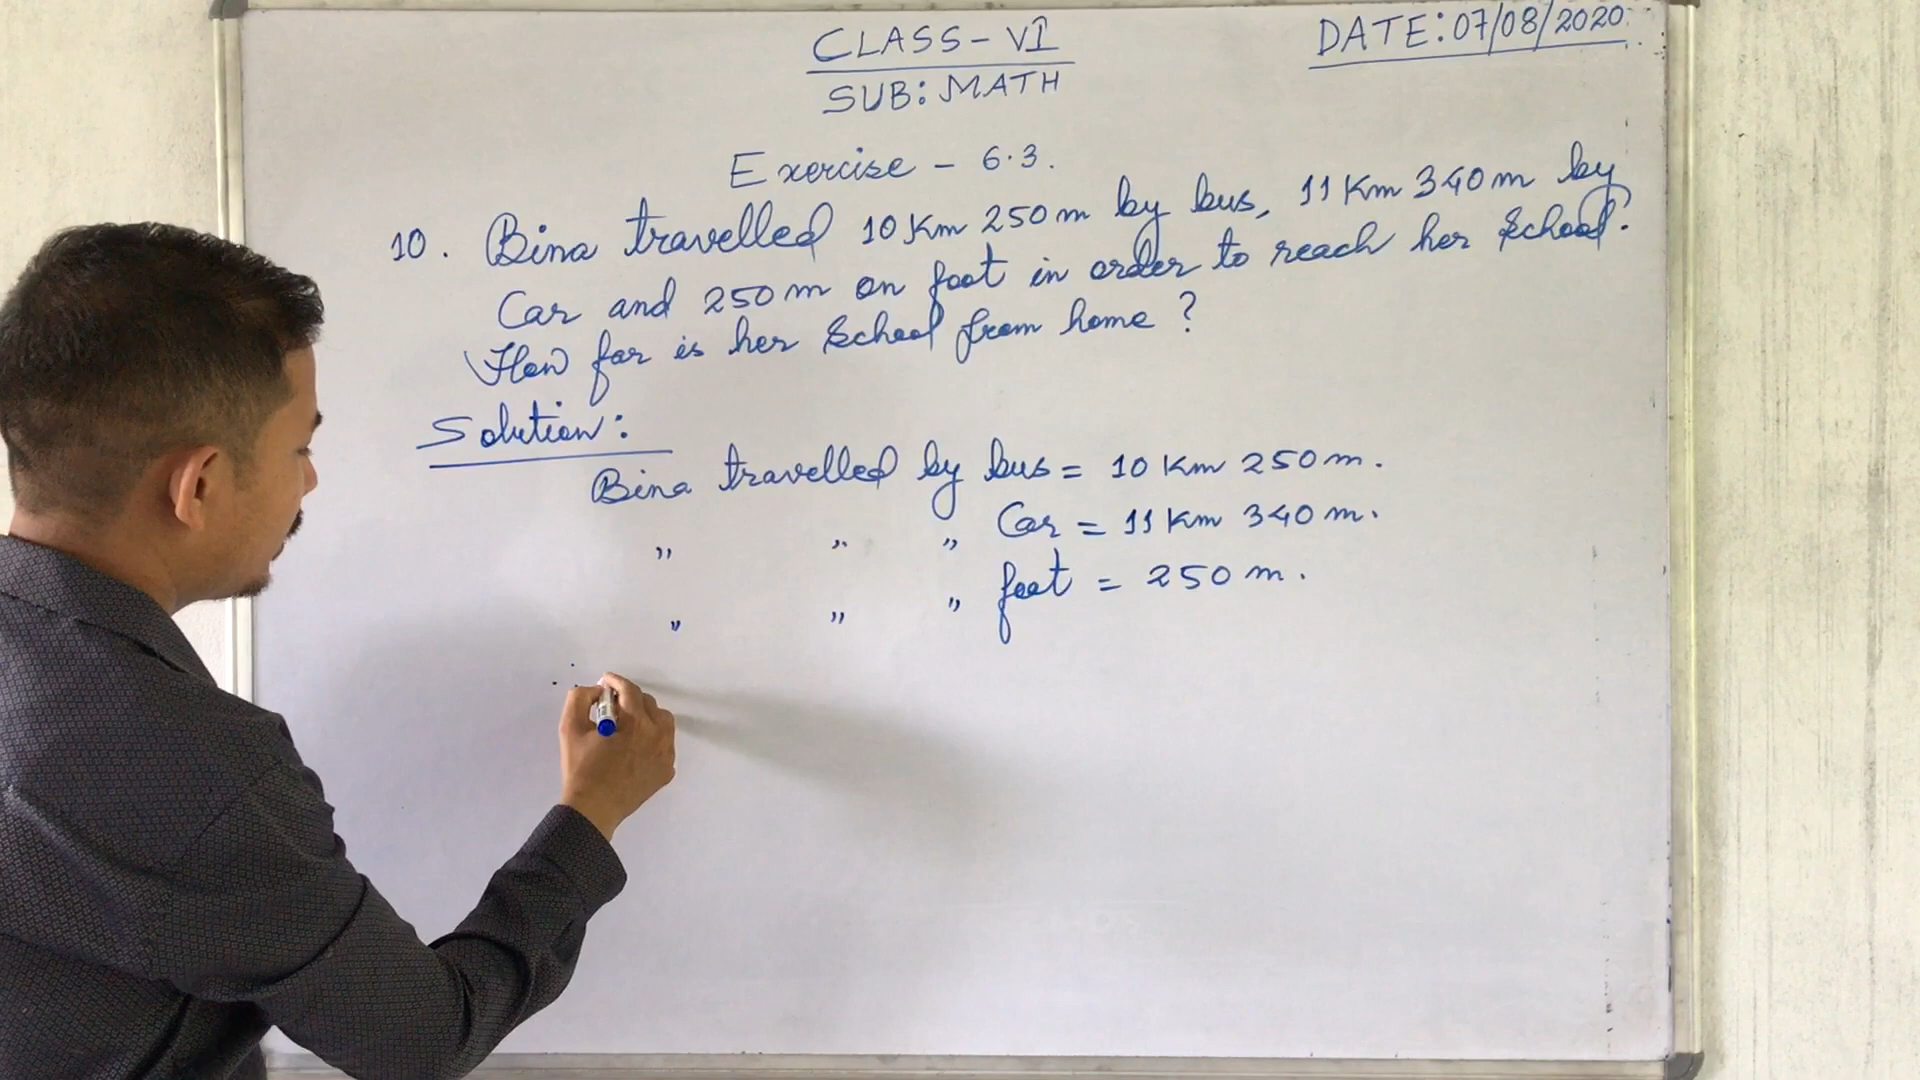 CLASS-VI
SUB: MATH
DATE: 07/08/2020
Exercise - 6.3.
10. Bina travelled 10 Km 250 m by bus, 11 Km 340 m by
Car and 250 m on foot in order to reach her School.
How far is her School from home ?
Solution:
Bina travelled by bus = 10 Km 250 m.
" " " Car = 11 Km 340 m.
" " " foot = 250 m.